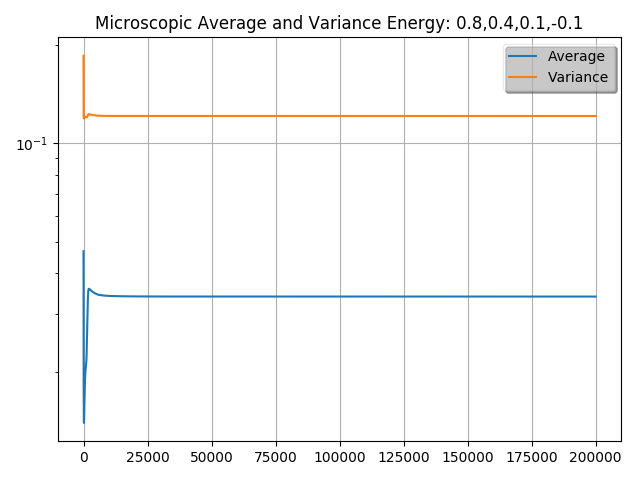 Microscopic Average and Variance Energy: 0.8,0.4,0.1,-0.1
Average
Variance
10⁻¹
0 25000 50000 75000 100000 125000 150000 175000 200000